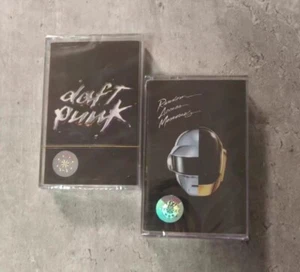 daft
punk
Random
Access
Memories